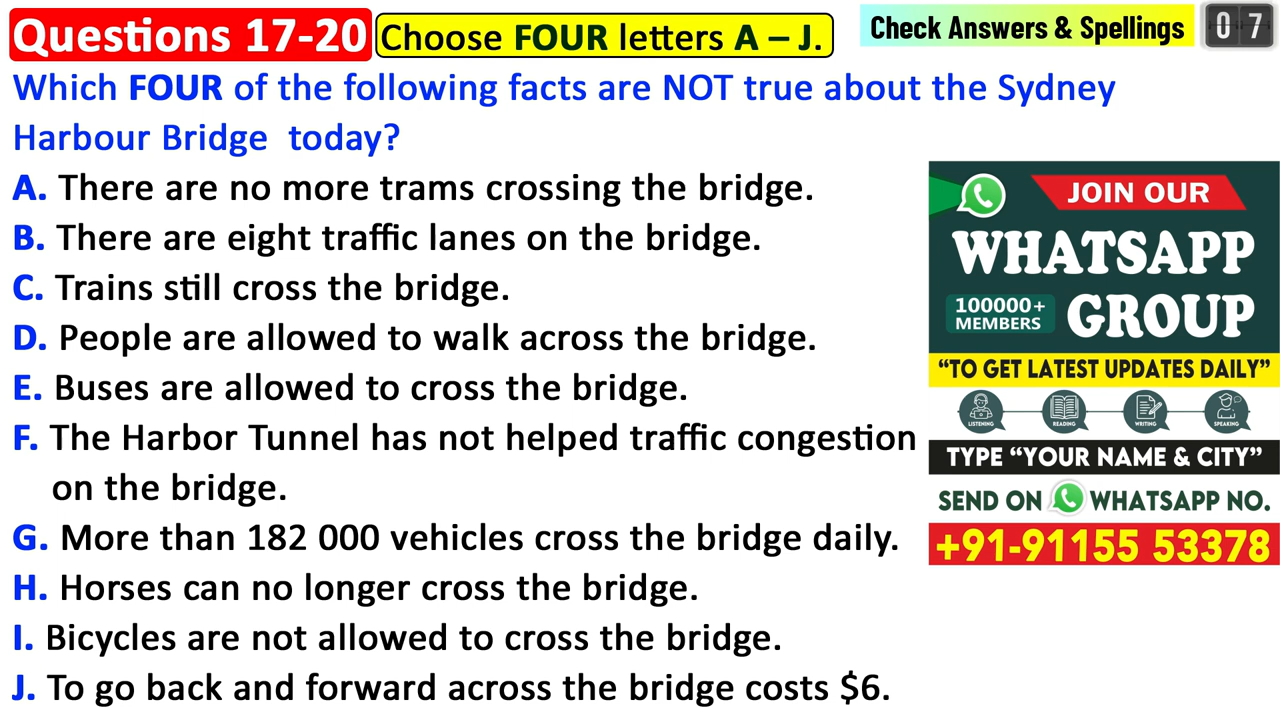 Questions 17-20 Choose FOUR letters A – J. Check Answers & Spellings 07
Which FOUR of the following facts are NOT true about the Sydney
Harbour Bridge today?
A. There are no more trams crossing the bridge.
B. There are eight traffic lanes on the bridge.
C. Trains still cross the bridge.
D. People are allowed to walk across the bridge.
E. Buses are allowed to cross the bridge.
F. The Harbor Tunnel has not helped traffic congestion
on the bridge.
G. More than 182 000 vehicles cross the bridge daily.
H. Horses can no longer cross the bridge.
I. Bicycles are not allowed to cross the bridge.
J. To go back and forward across the bridge costs $6.
JOIN OUR
WHATSAPP
100000+
MEMBERS
GROUP
“TO GET LATEST UPDATES DAILY”
LISTENING READING WRITING SPEAKING
TYPE “YOUR NAME & CITY”
SEND ON WHATSAPP NO.
+91-91155 53378